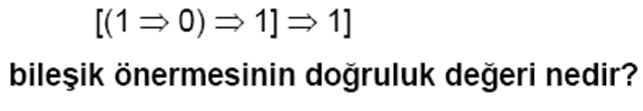 [(1 ⇒ 0) ⇒ 1] ⇒ 1]
bileşik önermesinin doğruluk değeri nedir?